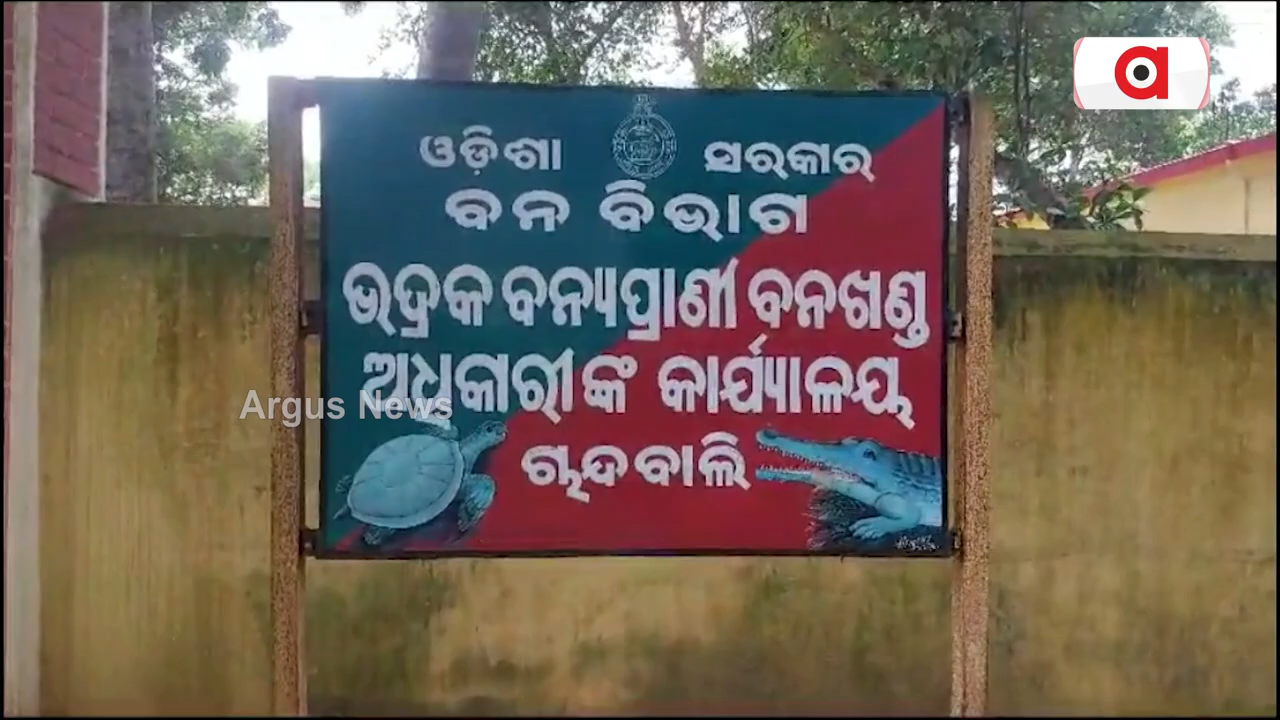 ଓଡ଼ିଶା ସରକାର
ବନ ବିଭାଗ
ଭଦ୍ରକ ବନ୍ୟପ୍ରାଣୀ ବନଖଣ୍ଡ
ଅଧିକାରୀଙ୍କ କାର୍ଯ୍ୟାଳୟ
ଚାନ୍ଦବାଲି
Argus News